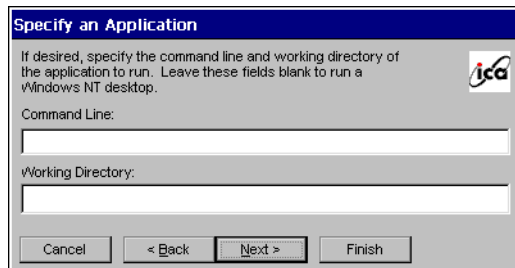 Specify an Application
If desired, specify the command line and working directory of
the application to run. Leave these fields blank to run a
Windows NT desktop.
ica
Command Line:
Working Directory:
Cancel
< Back
Next >
Finish